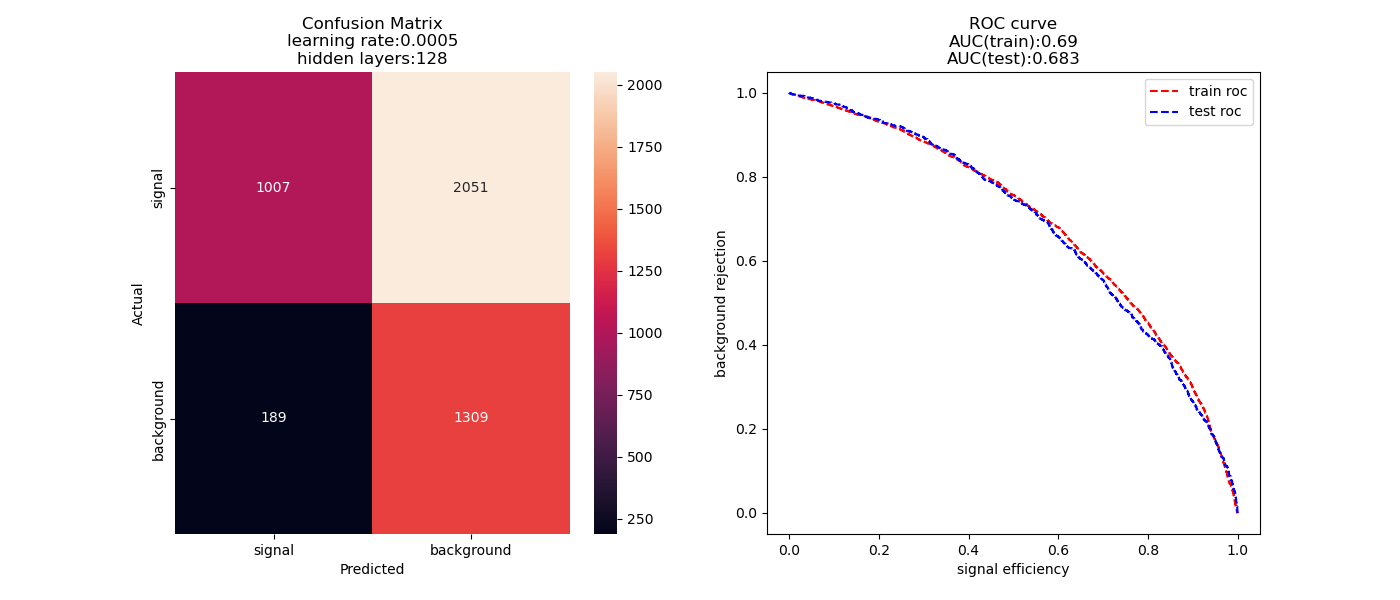 Confusion Matrix
learning rate:0.0005
hidden layers:128
signal
background
Actual
1007
2051
189
1309
signal
background
Predicted
2000
1750
1500
1250
1000
750
500
250
ROC curve
AUC(train):0.69
AUC(test):0.683
train roc
test roc
background rejection
1.0
0.8
0.6
0.4
0.2
0.0
0.0
0.2
0.4
0.6
0.8
1.0
signal efficiency